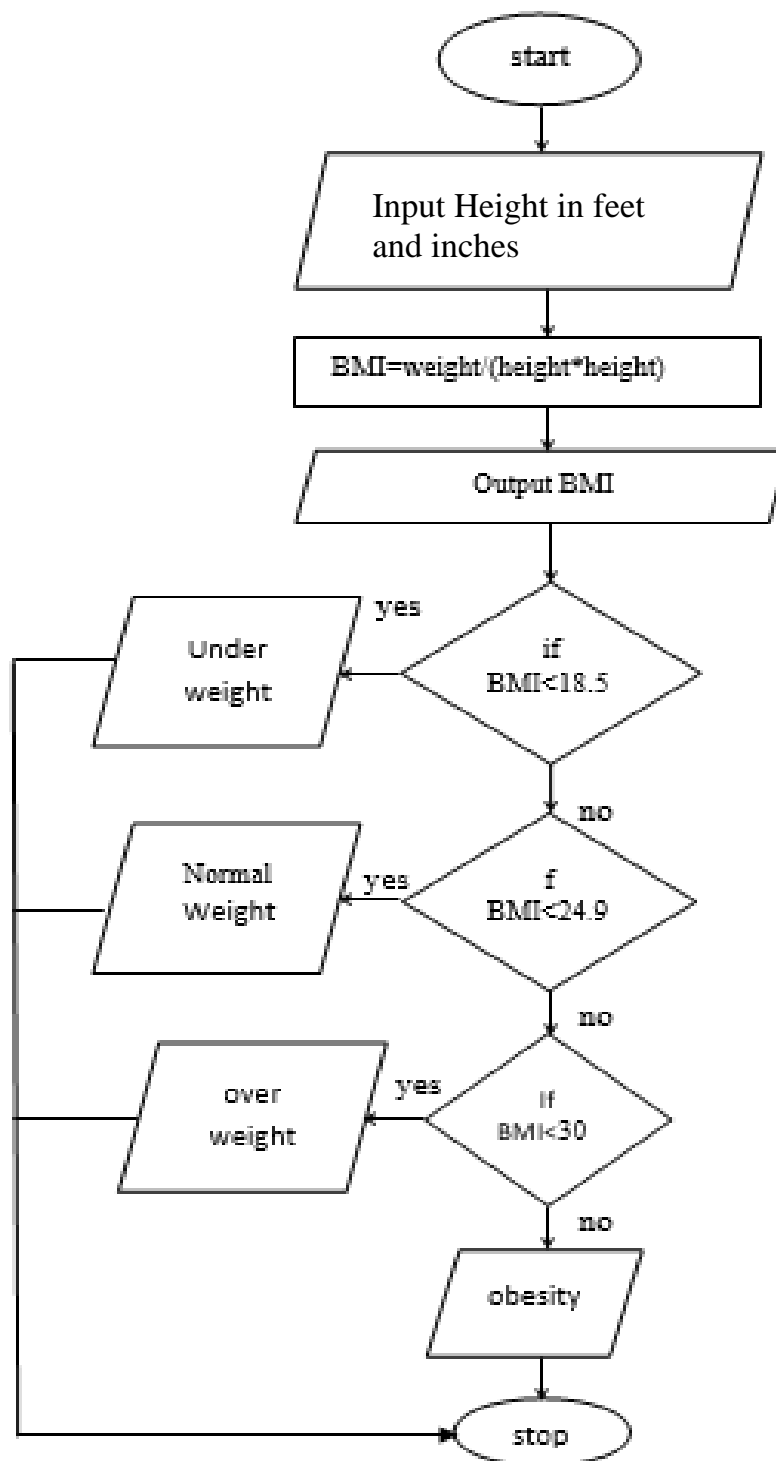 start
Input Height in feet
and inches
BMI=weight/(height*height)
Output BMI
yes
if
BMI<18.5
Under
weight
no
yes
f
BMI<24.9
Normal
Weight
no
yes
If
BMI<30
over
weight
no
obesity
stop